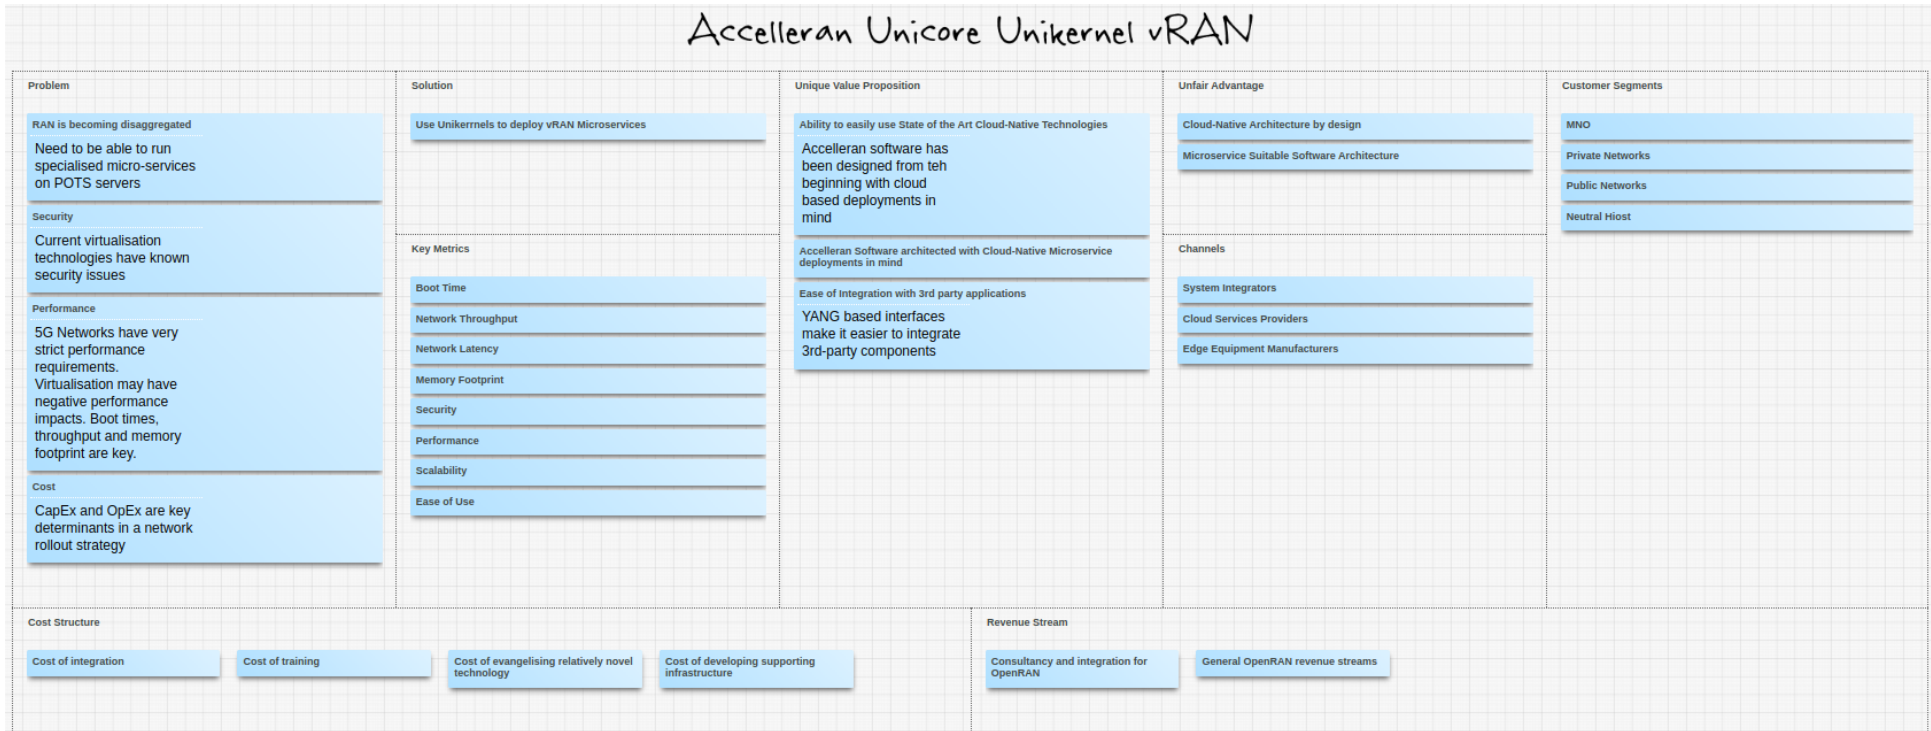 Accelleran Unicore Unikernel vRAN
Problem
RAN is becoming disaggregated
Need to be able to run
specialised micro-services
on POTS servers
Security
Current virtualisation
technologies have known
security issues
Performance
5G Networks have very
strict performance
requirements.
Virtualisation may have
negative performance
impacts. Boot times,
throughput and memory
footprint are key.
Cost
CapEx and OpEx are key
determinants in a network
rollout strategy
Solution
Use Unikerrnels to deploy vRAN Microservices
Key Metrics
Boot Time
Network Throughput
Network Latency
Memory Footprint
Security
Performance
Scalability
Ease of Use
Unique Value Proposition
Ability to easily use State of the Art Cloud-Native Technologies
Accelleran software has
been designed from teh
beginning with cloud
based deployments in
mind
Accelleran Software architected with Cloud-Native Microservice
deployments in mind
Ease of Integration with 3rd party applications
YANG based interfaces
make it easier to integrate
3rd-party components
Unfair Advantage
Cloud-Native Architecture by design
Microservice Suitable Software Architecture
Channels
System Integrators
Cloud Services Providers
Edge Equipment Manufacturers
Customer Segments
MNO
Private Networks
Public Networks
Neutral Hiost
Cost Structure
Cost of integration
Cost of training
Cost of evangelising relatively novel
technology
Cost of developing supporting
infrastructure
Revenue Stream
Consultancy and integration for
OpenRAN
General OpenRAN revenue streams